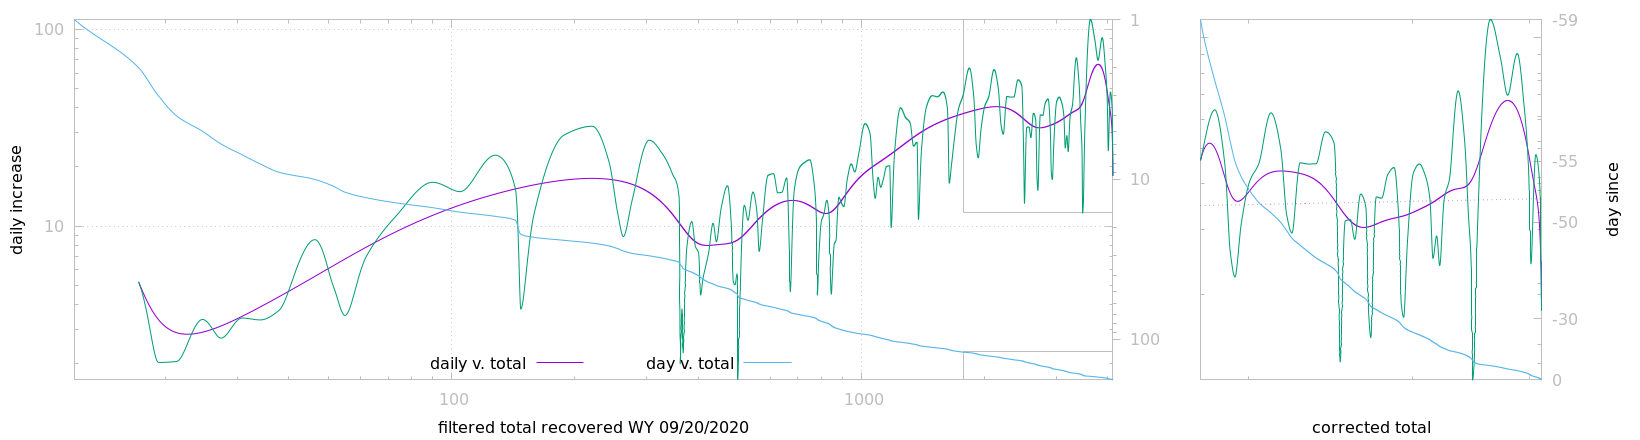 100
10
daily increase
1
10
100
daily v. total
day v. total
100
1000
filtered total recovered WY 09/20/2020
-59
-55
-50
-30
0
day since
corrected total